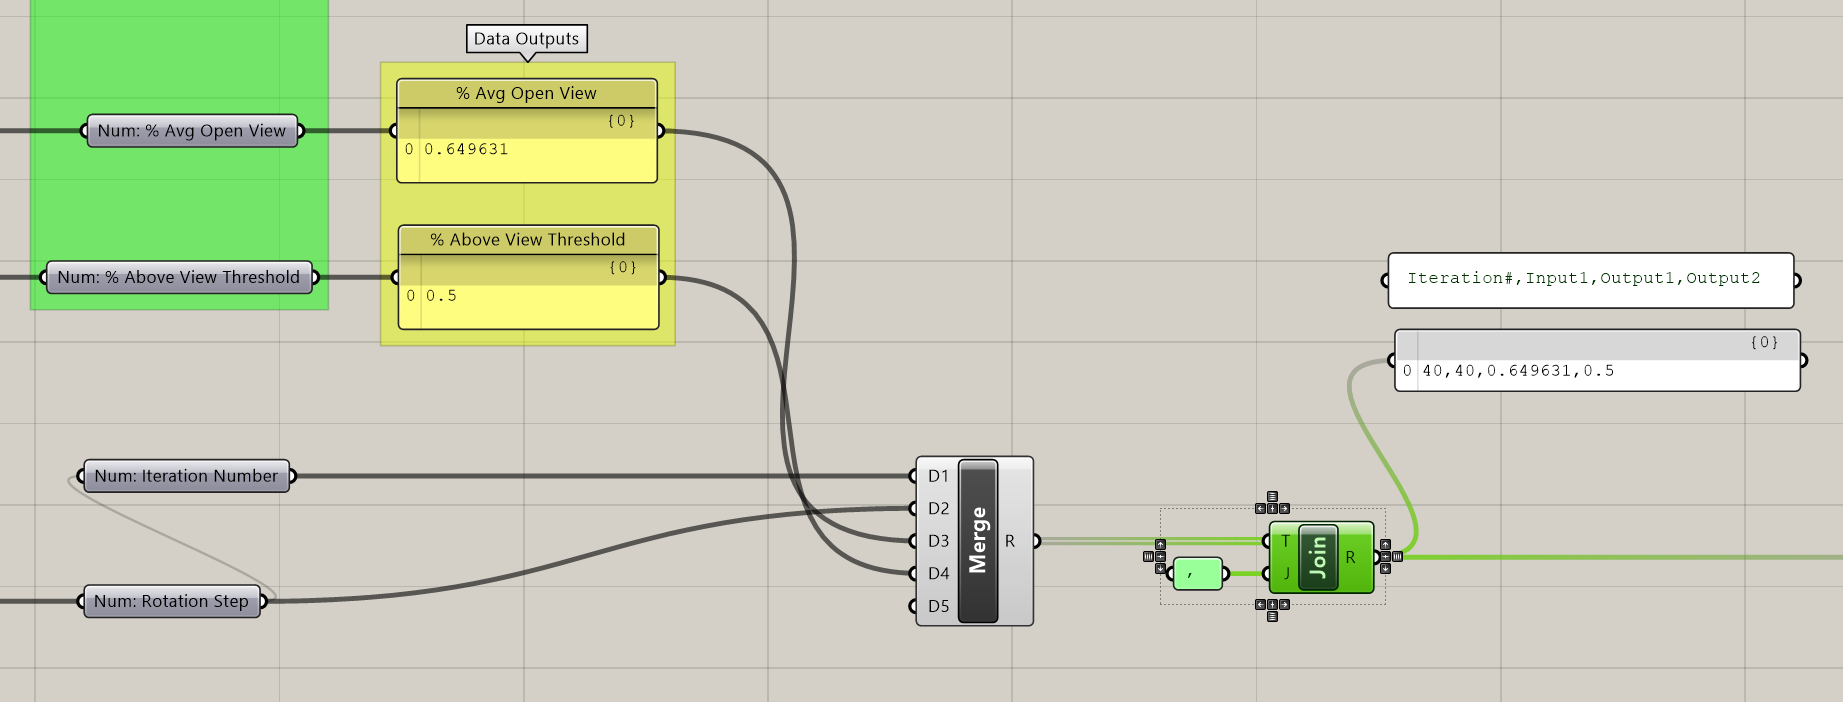 Data Outputs
% Avg Open View
{0}
0 0.649631
Num: % Avg Open View
% Above View Threshold
{0}
0 0.5
Num: % Above View Threshold
Iteration#,Input1,Output1,Output2
{0}
0 40,40,0.649631,0.5
Num: Iteration Number
Num: Rotation Step
D1
D2
D3
D4
D5
Merge
R
,
T
J
Join
R